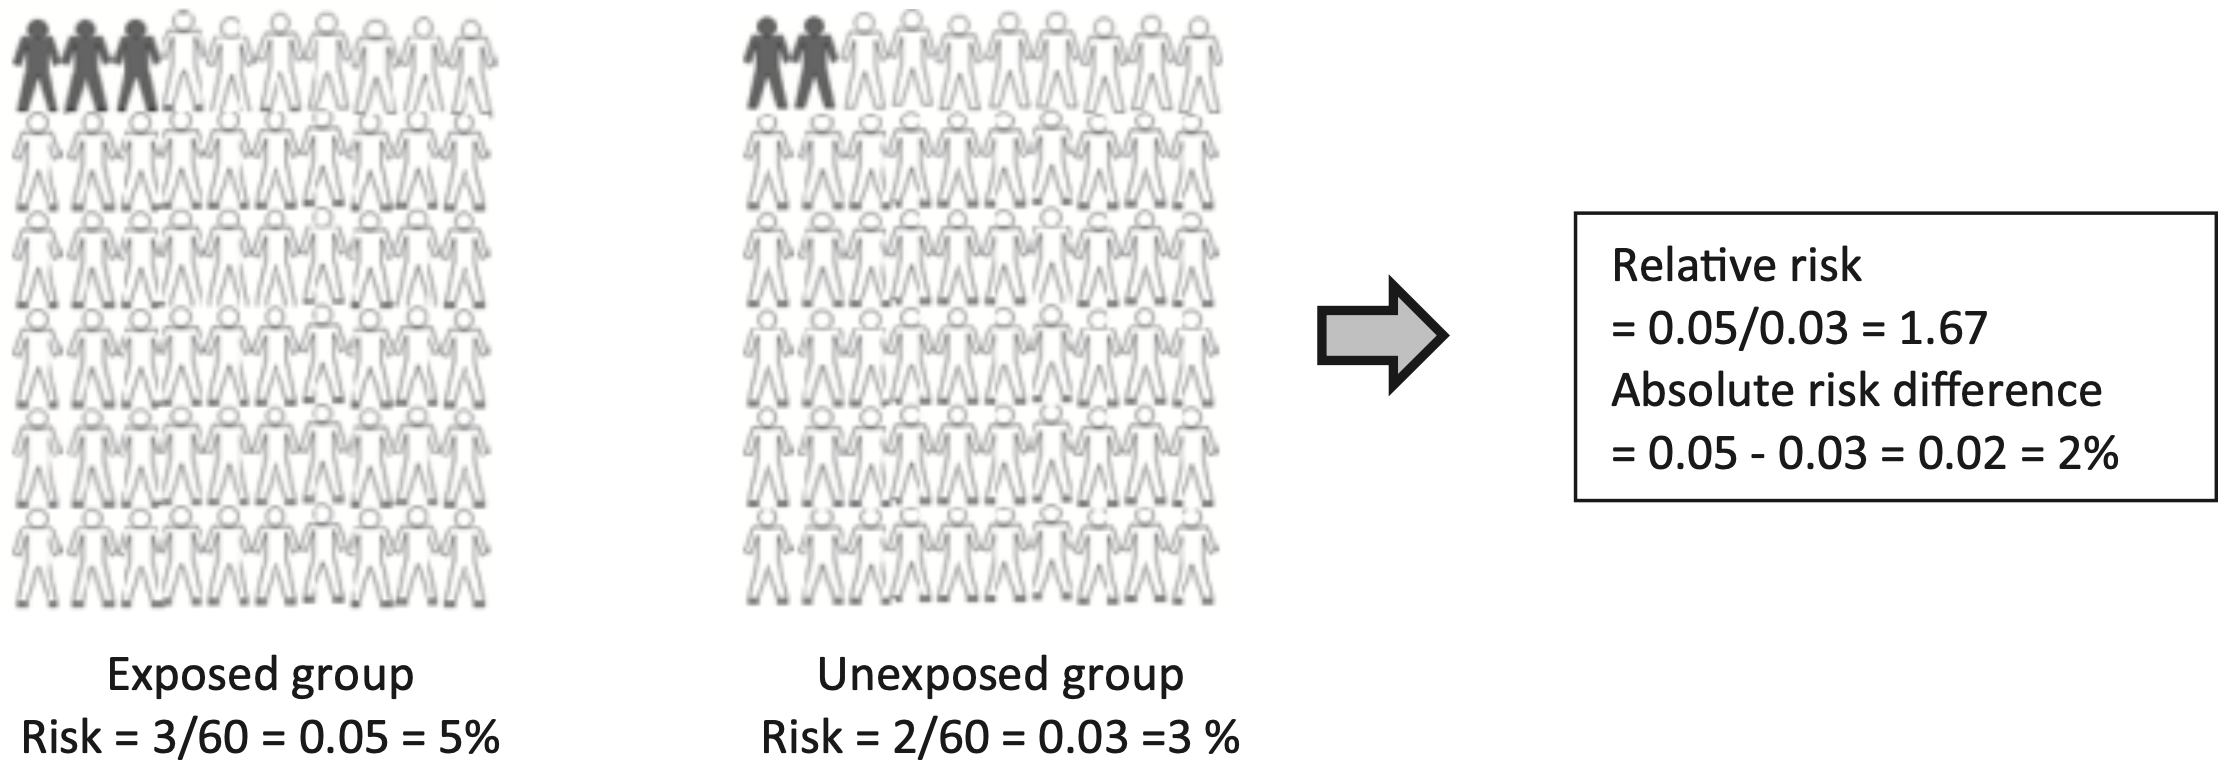 Exposed group
Risk = 3/60 = 0.05 = 5%
Unexposed group
Risk = 2/60 = 0.03 =3 %
Relative risk
= 0.05/0.03 = 1.67
Absolute risk difference
= 0.05 - 0.03 = 0.02 = 2%